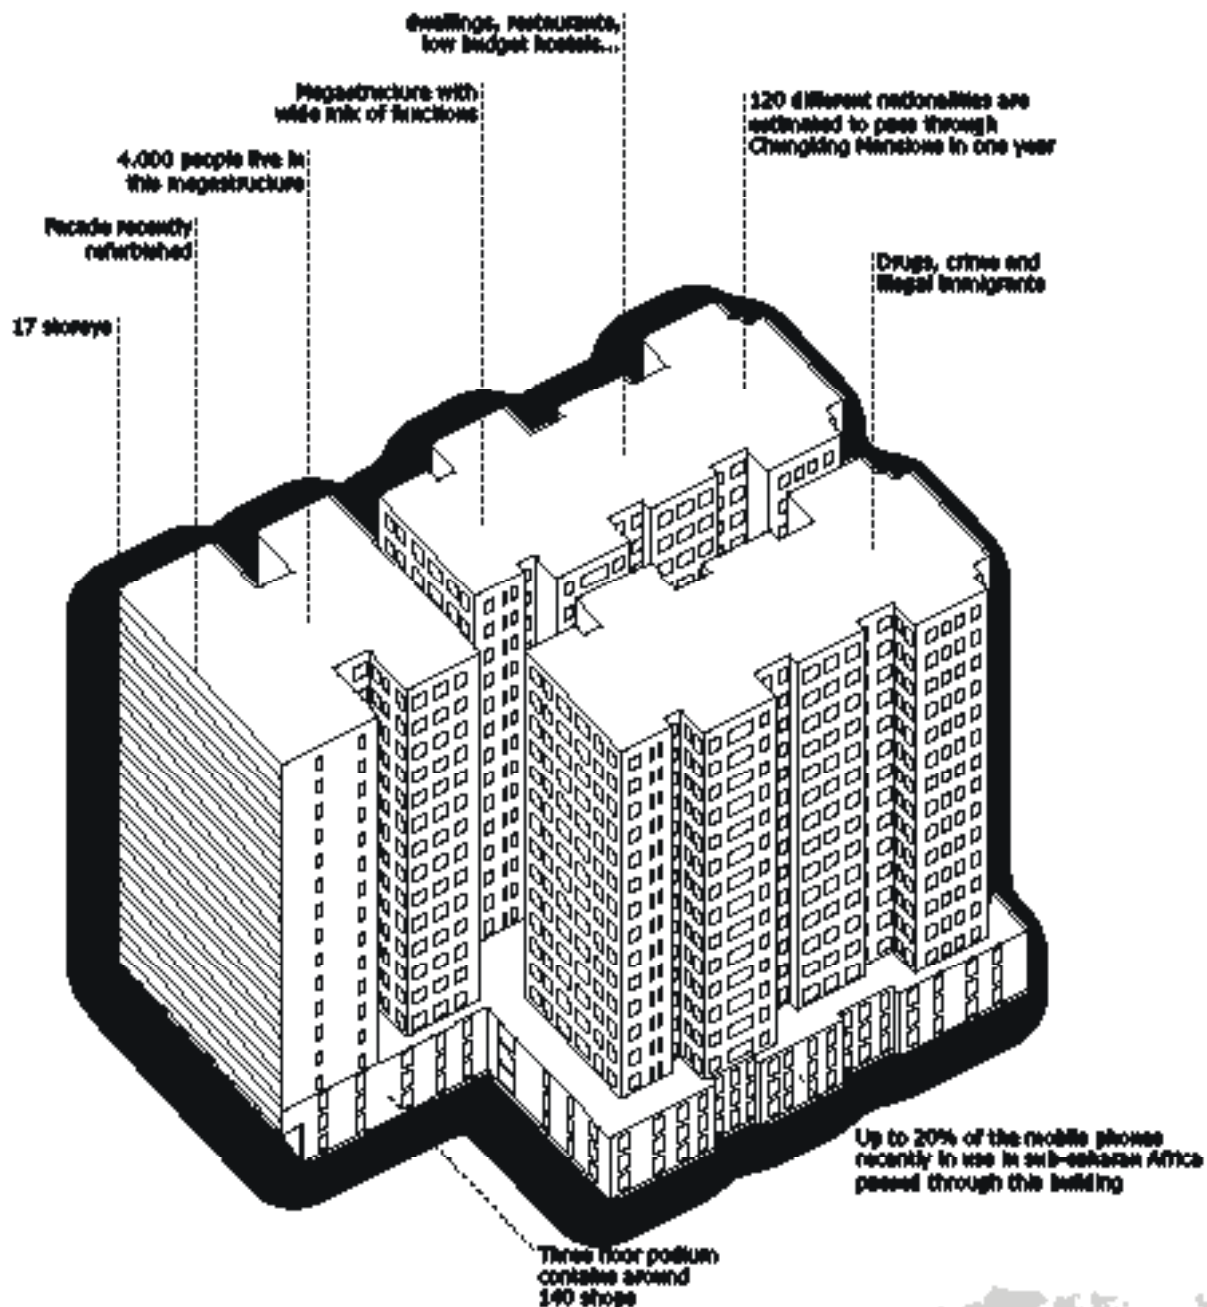 dwellings, restaurants,
low budget hostels...
Megastructure with
wide mix of functions
120 different nationalities are
estimated to pass through
Chungking Mansions in one year
4.000 people live in
this megastructure
Facade recently
refurbished
Drugs, crime and
illegal immigrants
17 storeys
Up to 20% of the mobile phones
recently in use in sub-saharan Africa
passed through this building
Three floor podium
contains around
140 shops